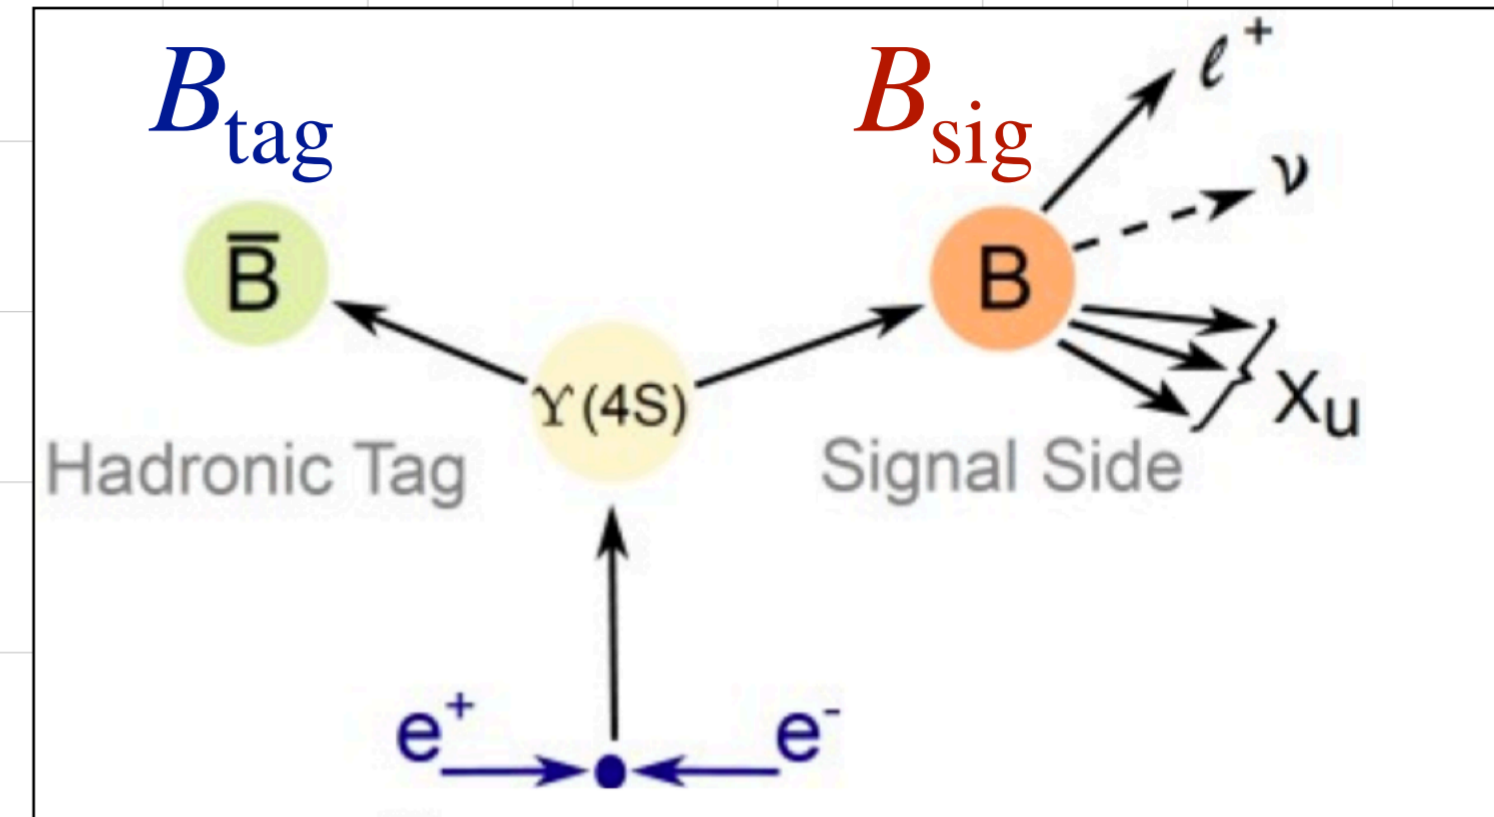 B_tag
B_sig
ℓ⁺
ν
B̅
B
ϒ(4S)
X_u
Hadronic Tag
Signal Side
e⁺
e⁻